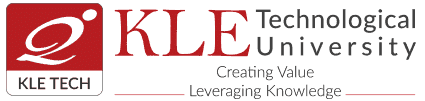 KLE TECH
KLE Technological
University
Creating Value
Leveraging Knowledge